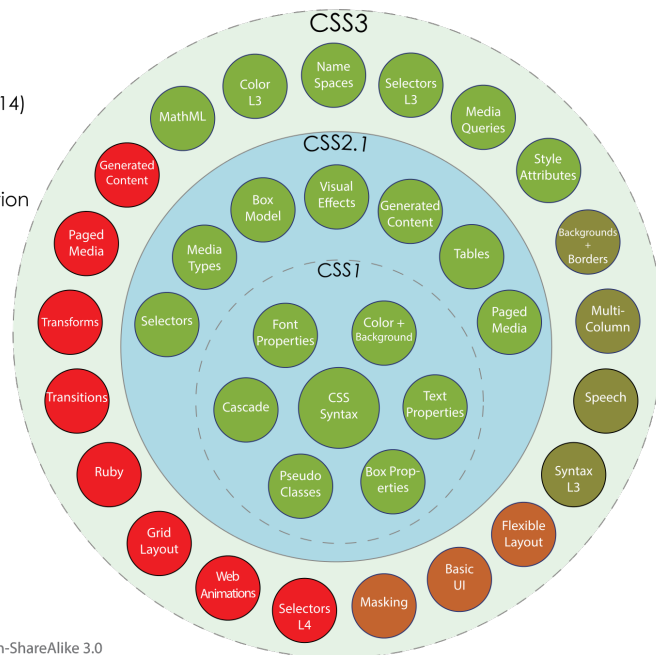 CSS3
14)
ion
Name
Spaces
Color
L3
Selectors
L3
MathML
Media
Queries
Generated
Content
Style
Attributes
Paged
Media
Backgrounds
+
Borders
Transforms
Multi-
Column
Transitions
Speech
Ruby
Syntax
L3
Grid
Layout
Flexible
Layout
Web
Animations
Basic
UI
Selectors
L4
Masking
CSS2.1
Visual
Effects
Box
Model
Generated
Content
Media
Types
Tables
Selectors
Paged
Media
CSS1
Font
Properties
Color +
Background
Cascade
CSS
Syntax
Text
Properties
Pseudo
Classes
Box Prop-
erties
n-ShareAlike 3.0